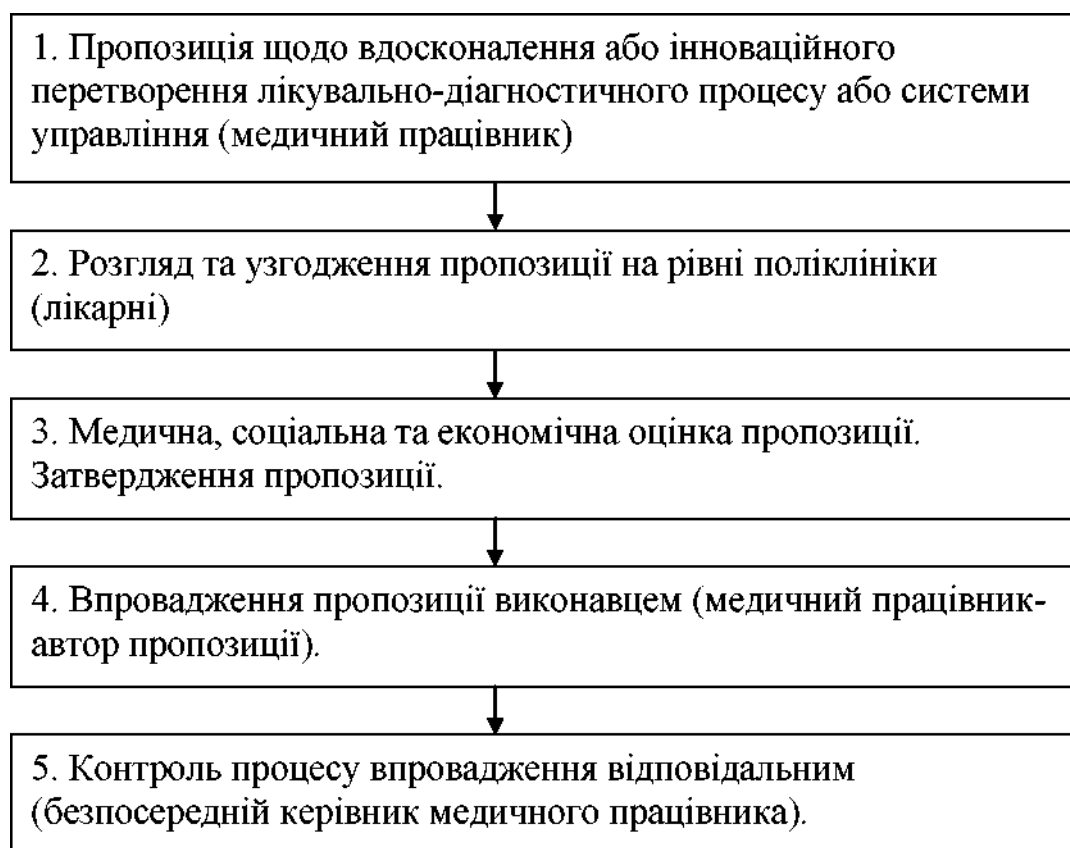 1. Пропозиція щодо вдосконалення або інноваційного
перетворення лікувально-діагностичного процесу або системи
управління (медичний працівник)
2. Розгляд та узгодження пропозиції на рівні поліклініки
(лікарні)
3. Медична, соціальна та економічна оцінка пропозиції.
Затвердження пропозиції.
4. Впровадження пропозиції виконавцем (медичний працівник-
автор пропозиції).
5. Контроль процесу впровадження відповідальним
(безпосередній керівник медичного працівника).